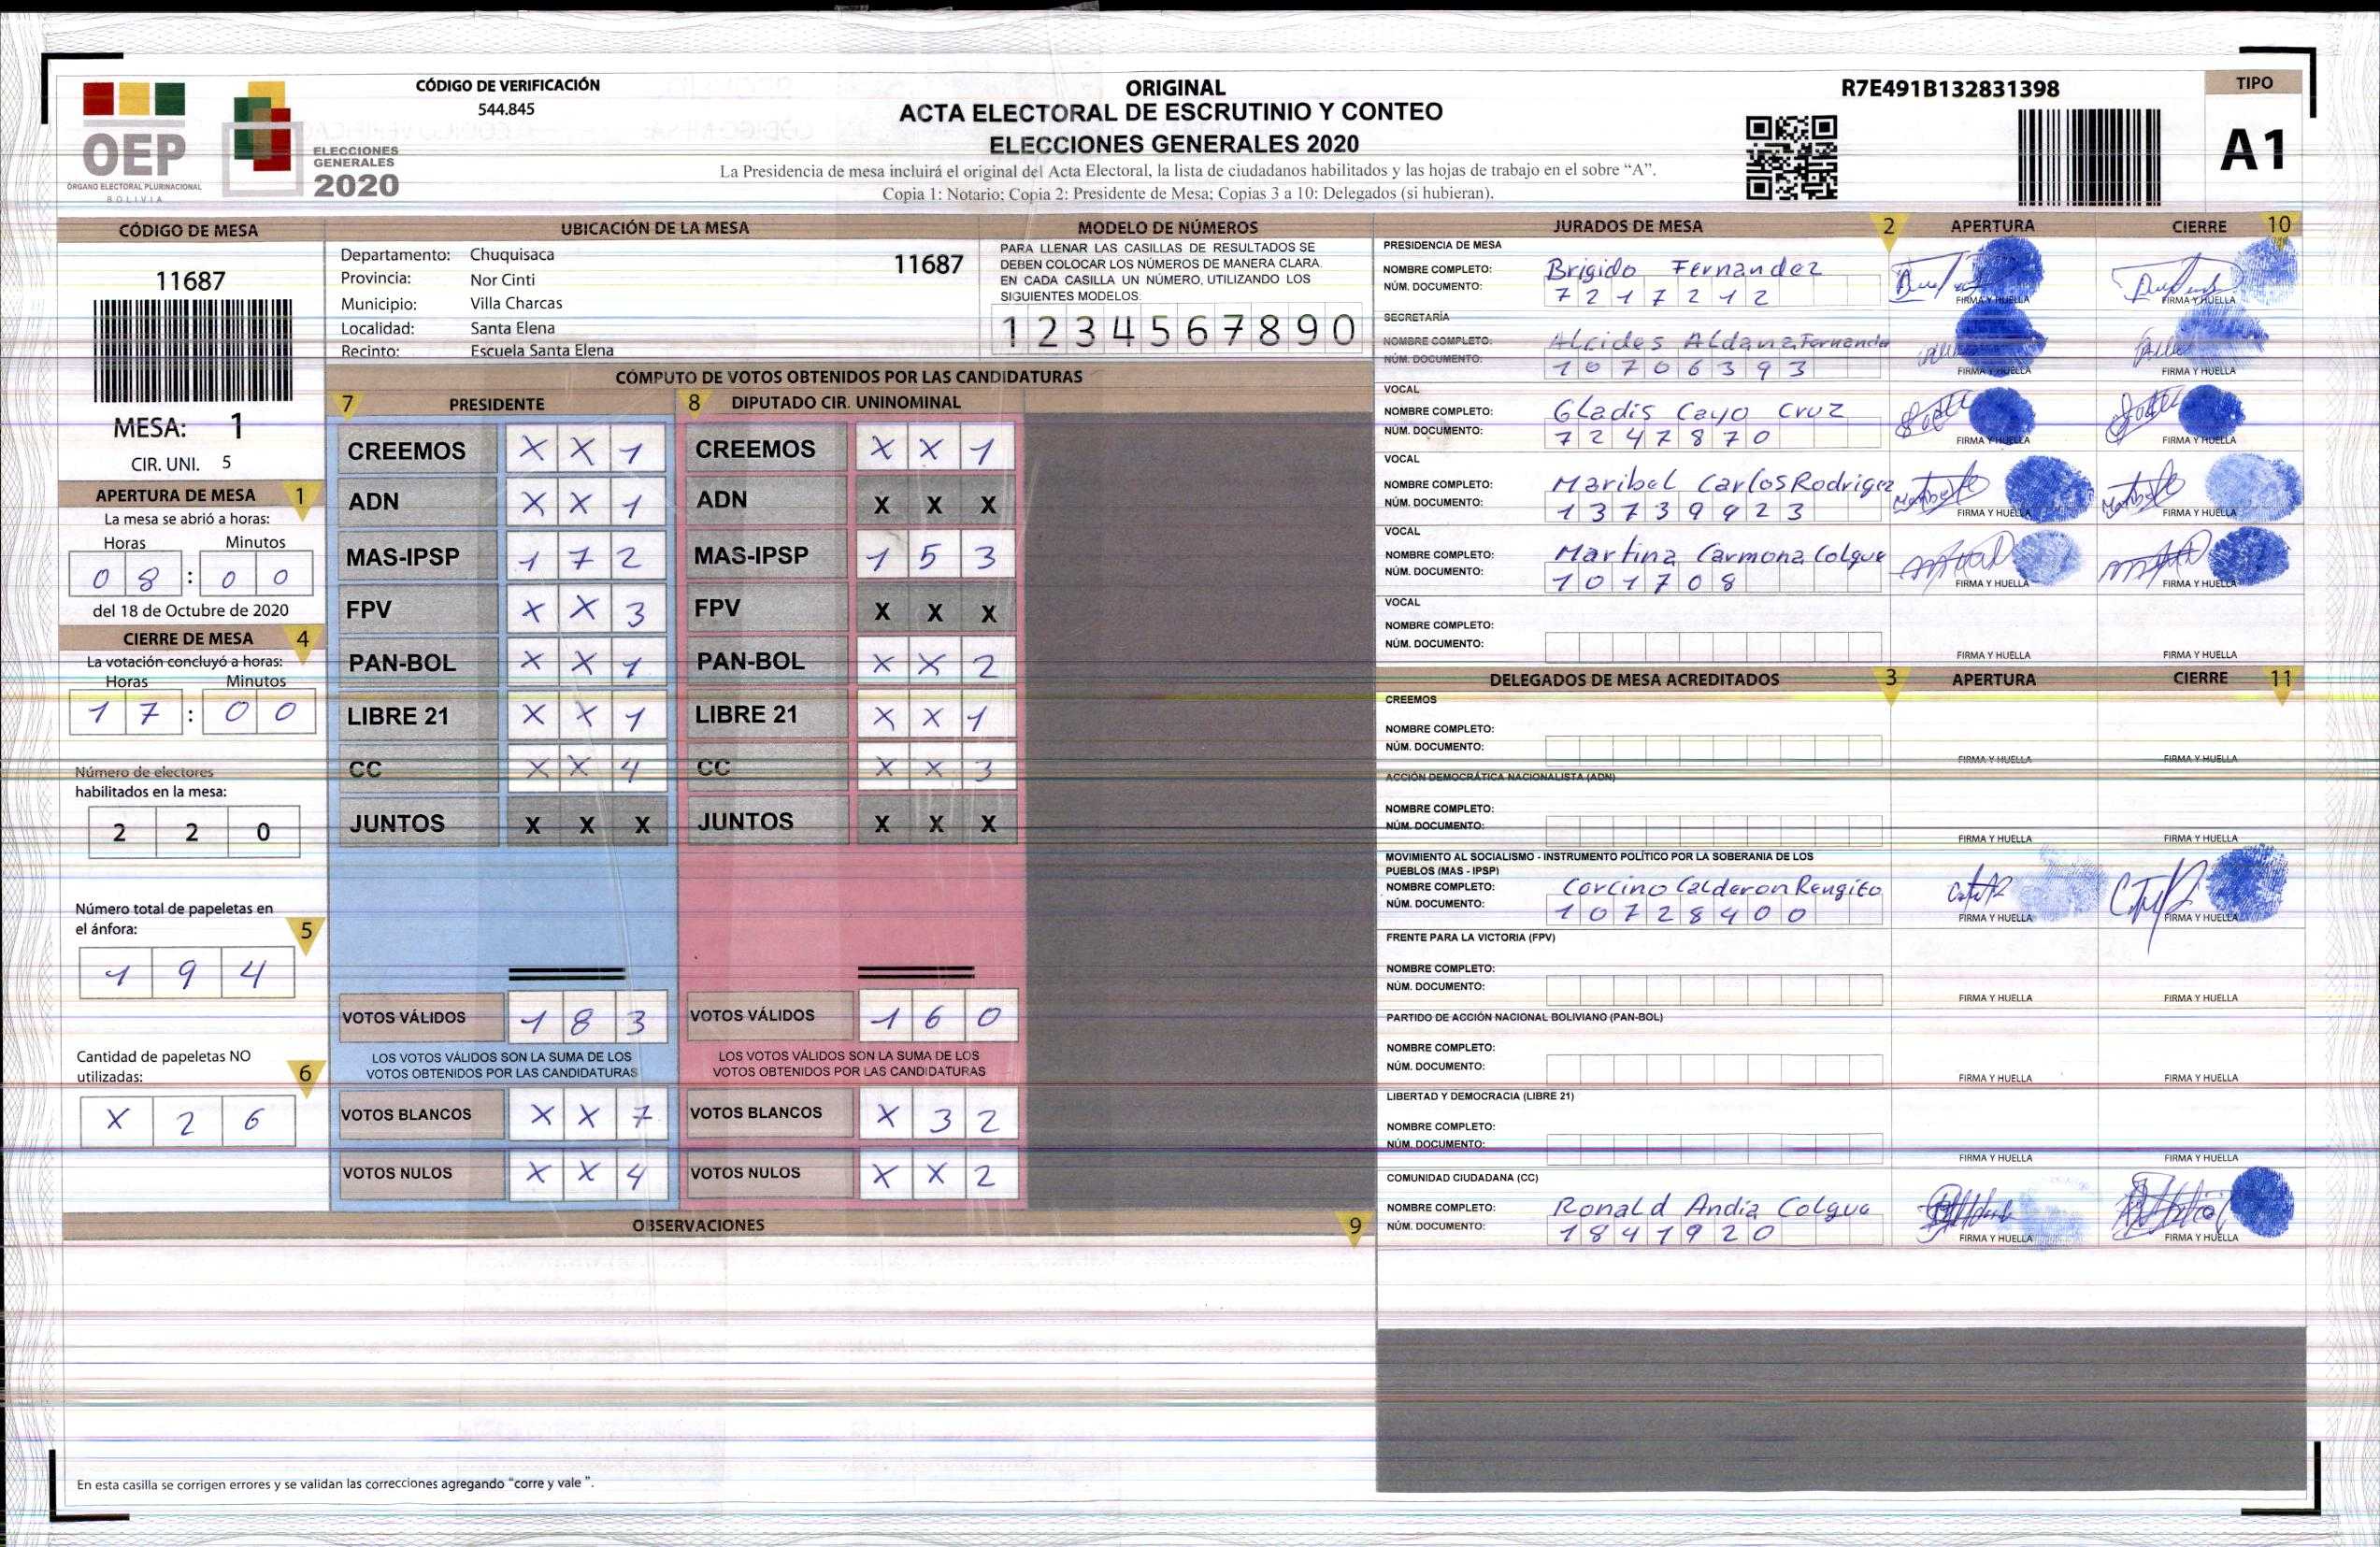 CÓDIGO DE VERIFICACIÓN
544.845
ORIGINAL
ACTA ELECTORAL DE ESCRUTINIO Y CONTEO
ELECCIONES GENERALES 2020
La Presidencia de mesa incluirá el original del Acta Electoral, la lista de ciudadanos habilitados y las hojas de trabajo en el sobre “A”.
Copia 1: Notario; Copia 2: Presidente de Mesa; Copias 3 a 10: Delegados (si hubieran).
R7E491B132831398
TIPO
A1
OEP
ÓRGANO ELECTORAL PLURINACIONAL
BOLIVIA
ELECCIONES
GENERALES
2020
CÓDIGO DE MESA
11687
MESA: 1
CIR. UNI. 5
APERTURA DE MESA 1
La mesa se abrió a horas:
Horas Minutos
0 8 : 0 0
del 18 de Octubre de 2020
CIERRE DE MESA 4
La votación concluyó a horas:
Horas Minutos
1 7 : 0 0
Número de electores
habilitados en la mesa:
2 2 0
Número total de papeletas en
el ánfora: 5
1 9 4
Cantidad de papeletas NO
utilizadas: 6
X 2 6
UBICACIÓN DE LA MESA
Departamento: Chuquisaca 11687
Provincia: Nor Cinti
Municipio: Villa Charcas
Localidad: Santa Elena
Recinto: Escuela Santa Elena
MODELO DE NÚMEROS
PARA LLENAR LAS CASILLAS DE RESULTADOS SE
DEBEN COLOCAR LOS NÚMEROS DE MANERA CLARA.
EN CADA CASILLA UN NÚMERO, UTILIZANDO LOS
SIGUIENTES MODELOS:
1 2 3 4 5 6 7 8 9 0
CÓMPUTO DE VOTOS OBTENIDOS POR LAS CANDIDATURAS
7 PRESIDENTE 8 DIPUTADO CIR. UNINOMINAL
CREEMOS X X 1 CREEMOS X X 1
ADN X X 1 ADN X X X
MAS-IPSP 1 7 2 MAS-IPSP 1 5 3
FPV X X 3 FPV X X X
PAN-BOL X X 1 PAN-BOL X X 2
LIBRE 21 X X 1 LIBRE 21 X X 1
CC X X 4 CC X X 3
JUNTOS X X X JUNTOS X X X
VOTOS VÁLIDOS 1 8 3 VOTOS VÁLIDOS 1 6 0
LOS VOTOS VÁLIDOS SON LA SUMA DE LOS LOS VOTOS VÁLIDOS SON LA SUMA DE LOS
VOTOS OBTENIDOS POR LAS CANDIDATURAS VOTOS OBTENIDOS POR LAS CANDIDATURAS
VOTOS BLANCOS X X 7 VOTOS BLANCOS X 3 2
VOTOS NULOS X X 4 VOTOS NULOS X X 2
OBSERVACIONES 9
En esta casilla se corrigen errores y se validan las correcciones agregando “corre y vale ”.
JURADOS DE MESA 2 APERTURA CIERRE 10
PRESIDENCIA DE MESA
NOMBRE COMPLETO: Brigido Fernandez
NÚM. DOCUMENTO: 7 2 1 7 2 1 2
FIRMA Y HUELLA FIRMA Y HUELLA
SECRETARÍA
NOMBRE COMPLETO: Alcides Aldana Fernande
NÚM. DOCUMENTO: 1 0 7 0 6 3 9 3
FIRMA Y HUELLA FIRMA Y HUELLA
VOCAL
NOMBRE COMPLETO: Gladis Cayo Cruz
NÚM. DOCUMENTO: 7 2 4 7 8 7 0
FIRMA Y HUELLA FIRMA Y HUELLA
VOCAL
NOMBRE COMPLETO: Maribel Carlos Rodrigez
NÚM. DOCUMENTO: 1 3 7 3 9 9 2 3
FIRMA Y HUELLA FIRMA Y HUELLA
VOCAL
NOMBRE COMPLETO: Martina Carmona Colque
NÚM. DOCUMENTO: 1 0 1 7 0 8
FIRMA Y HUELLA FIRMA Y HUELLA
VOCAL
NOMBRE COMPLETO:
NÚM. DOCUMENTO:
FIRMA Y HUELLA FIRMA Y HUELLA
DELEGADOS DE MESA ACREDITADOS 3 APERTURA CIERRE 11
CREEMOS
NOMBRE COMPLETO:
NÚM. DOCUMENTO:
FIRMA Y HUELLA FIRMA Y HUELLA
ACCIÓN DEMOCRÁTICA NACIONALISTA (ADN)
NOMBRE COMPLETO:
NÚM. DOCUMENTO:
FIRMA Y HUELLA FIRMA Y HUELLA
MOVIMIENTO AL SOCIALISMO - INSTRUMENTO POLÍTICO POR LA SOBERANIA DE LOS
PUEBLOS (MAS - IPSP)
NOMBRE COMPLETO: Corcino Calderon Rengifo
NÚM. DOCUMENTO: 1 0 7 2 8 4 0 0
FIRMA Y HUELLA FIRMA Y HUELLA
FRENTE PARA LA VICTORIA (FPV)
NOMBRE COMPLETO:
NÚM. DOCUMENTO:
FIRMA Y HUELLA FIRMA Y HUELLA
PARTIDO DE ACCIÓN NACIONAL BOLIVIANO (PAN-BOL)
NOMBRE COMPLETO:
NÚM. DOCUMENTO:
FIRMA Y HUELLA FIRMA Y HUELLA
LIBERTAD Y DEMOCRACIA (LIBRE 21)
NOMBRE COMPLETO:
NÚM. DOCUMENTO:
FIRMA Y HUELLA FIRMA Y HUELLA
COMUNIDAD CIUDADANA (CC)
NOMBRE COMPLETO: Ronald Andia Colque
NÚM. DOCUMENTO: 1 8 4 1 9 2 0
FIRMA Y HUELLA FIRMA Y HUELLA